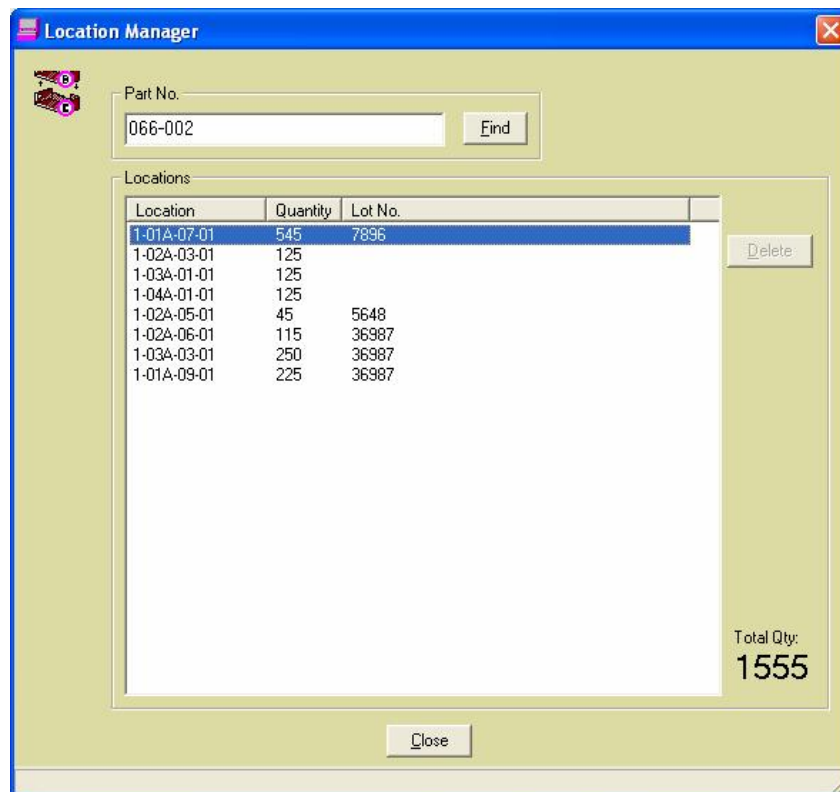 Location Manager
Part No.
066-002 Find
Locations
Location Quantity Lot No.
1-01A-07-01 545 7896
1-02A-03-01 125
1-03A-01-01 125
1-04A-01-01 125
1-02A-05-01 45 5648
1-02A-06-01 115 36987
1-03A-03-01 250 36987
1-01A-09-01 225 36987
Delete
Total Qty:
1555
Close